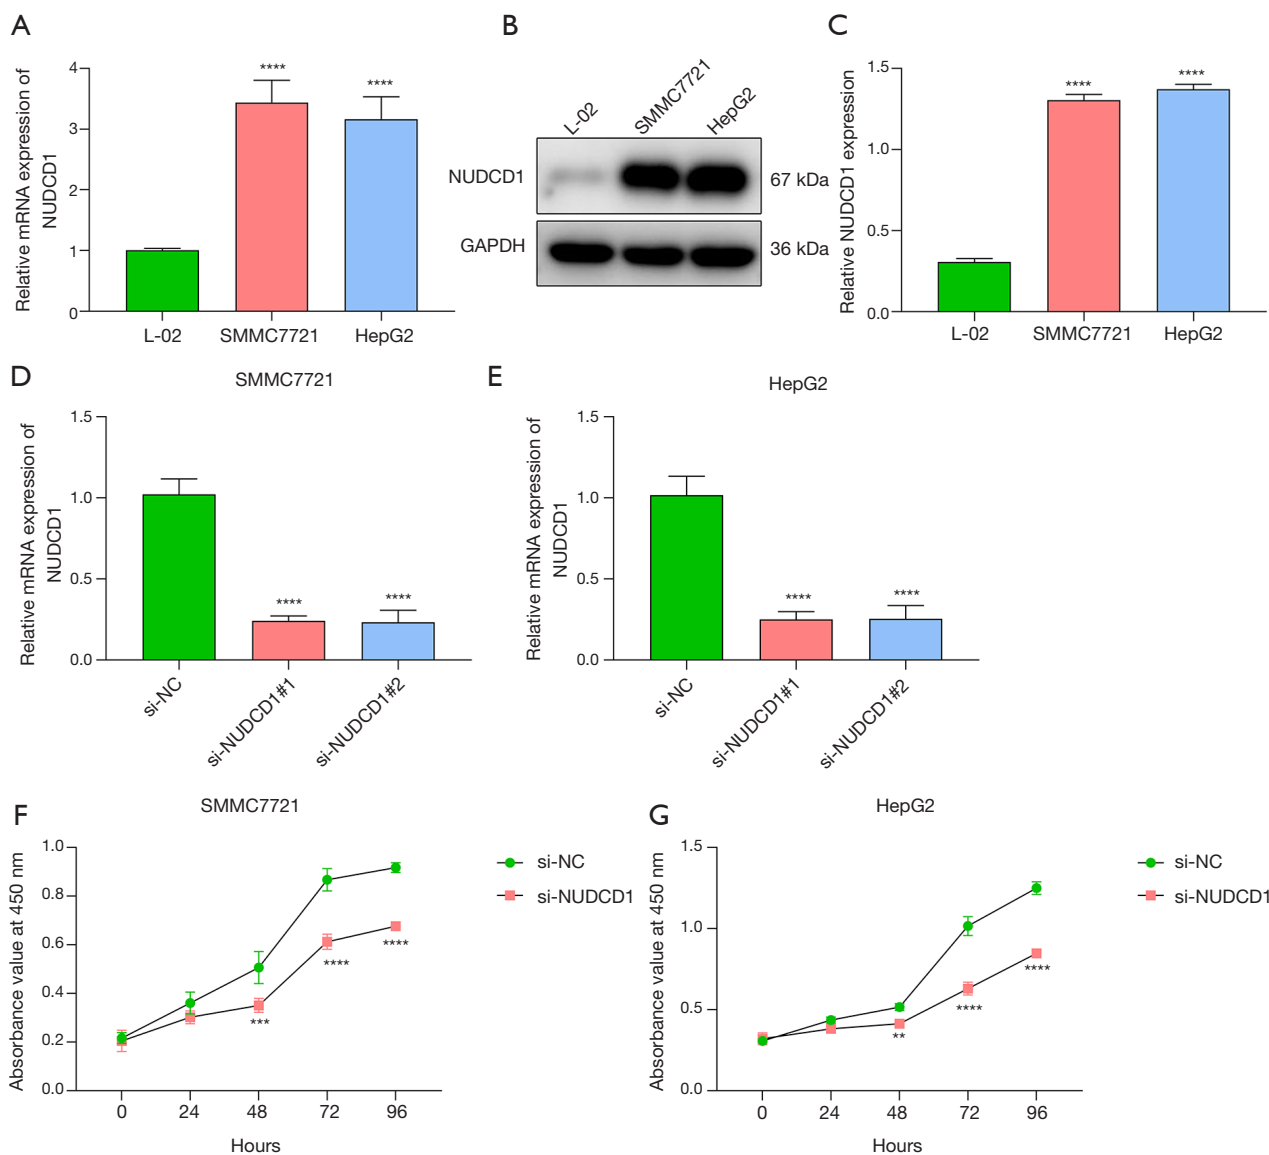 A
Relative mRNA expression of
NUDCD1
4
3
2
1
0
****
****
L-02
SMMC7721
HepG2
B
L-02
SMMC7721
HepG2
NUDCD1
67 kDa
GAPDH
36 kDa
C
Relative NUDCD1 expression
1.5
1.0
0.5
0.0
****
****
L-02
SMMC7721
HepG2
D
SMMC7721
Relative mRNA expression of
NUDCD1
1.5
1.0
0.5
0.0
****
****
si-NC
si-NUDCD1#1
si-NUDCD1#2
E
HepG2
Relative mRNA expression of
NUDCD1
1.5
1.0
0.5
0.0
****
****
si-NC
si-NUDCD1#1
si-NUDCD1#2
F
SMMC7721
Absorbance value at 450 nm
1.0
0.8
0.6
0.4
0.2
0.0
***
****
****
0
24
48
72
96
Hours
si-NC
si-NUDCD1
G
HepG2
Absorbance value at 450 nm
1.5
1.0
0.5
0.0
**
****
****
0
24
48
72
96
Hours
si-NC
si-NUDCD1